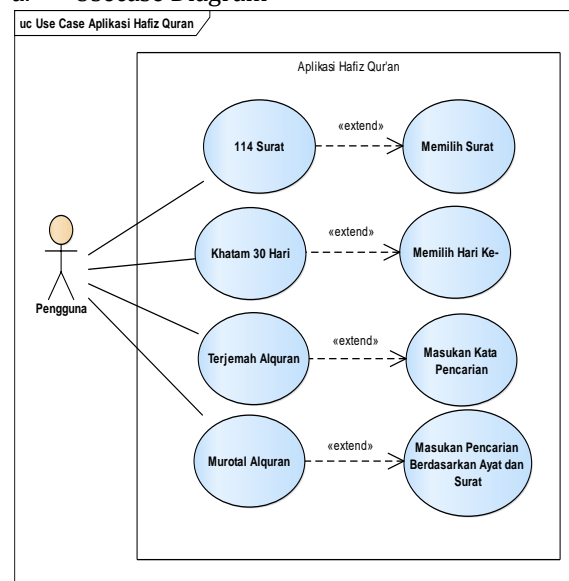 uc Use Case Aplikasi Hafiz Quran
Aplikasi Hafiz Qur'an
114 Surat
«extend»
Memilih Surat
Khatam 30 Hari
«extend»
Memilih Hari Ke-
Pengguna
Terjemah Alquran
«extend»
Masukan Kata
Pencarian
Murotal Alquran
«extend»
Masukan Pencarian
Berdasarkan Ayat dan
Surat